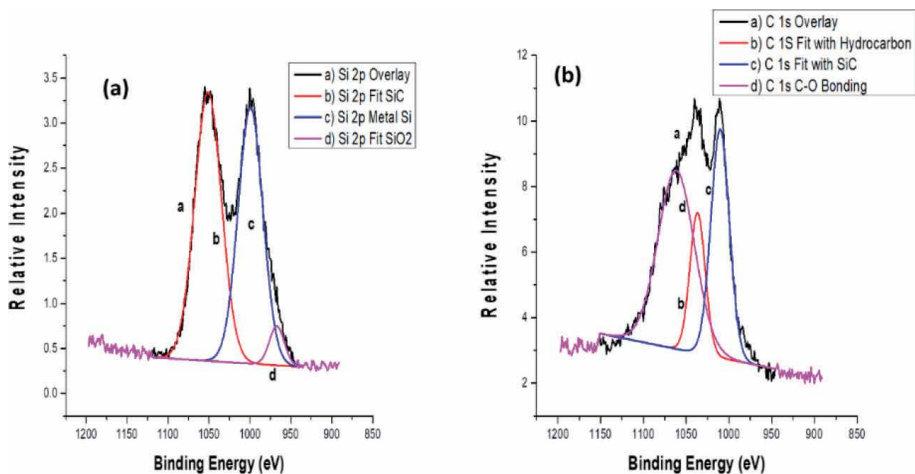 (a)
a) Si 2p Overlay
b) Si 2p Fit SiC
c) Si 2p Metal Si
d) Si 2p Fit SiO2
3.5
3.0
2.5
2.0
1.5
1.0
0.5
0.0
Relative Intensity
a
b
c
d
1200 1150 1100 1050 1000 950 900 850
Binding Energy (eV)
a) C 1s Overlay
b) C 1S Fit with Hydrocarbon
c) C 1s Fit with SiC
d) C 1s C-O Bonding
(b)
12
10
8
6
4
2
Relative Intensity
a
d
c
b
1200 1150 1100 1050 1000 950 900 850
Binding Energy (eV)